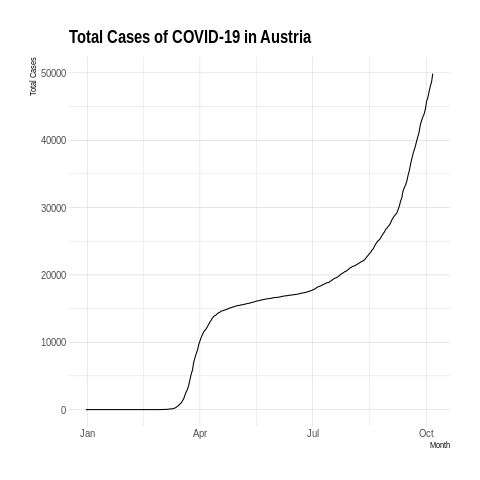 Total Cases of COVID-19 in Austria
Total Cases
50000
40000
30000
20000
10000
0
Jan Apr Jul Oct
Month